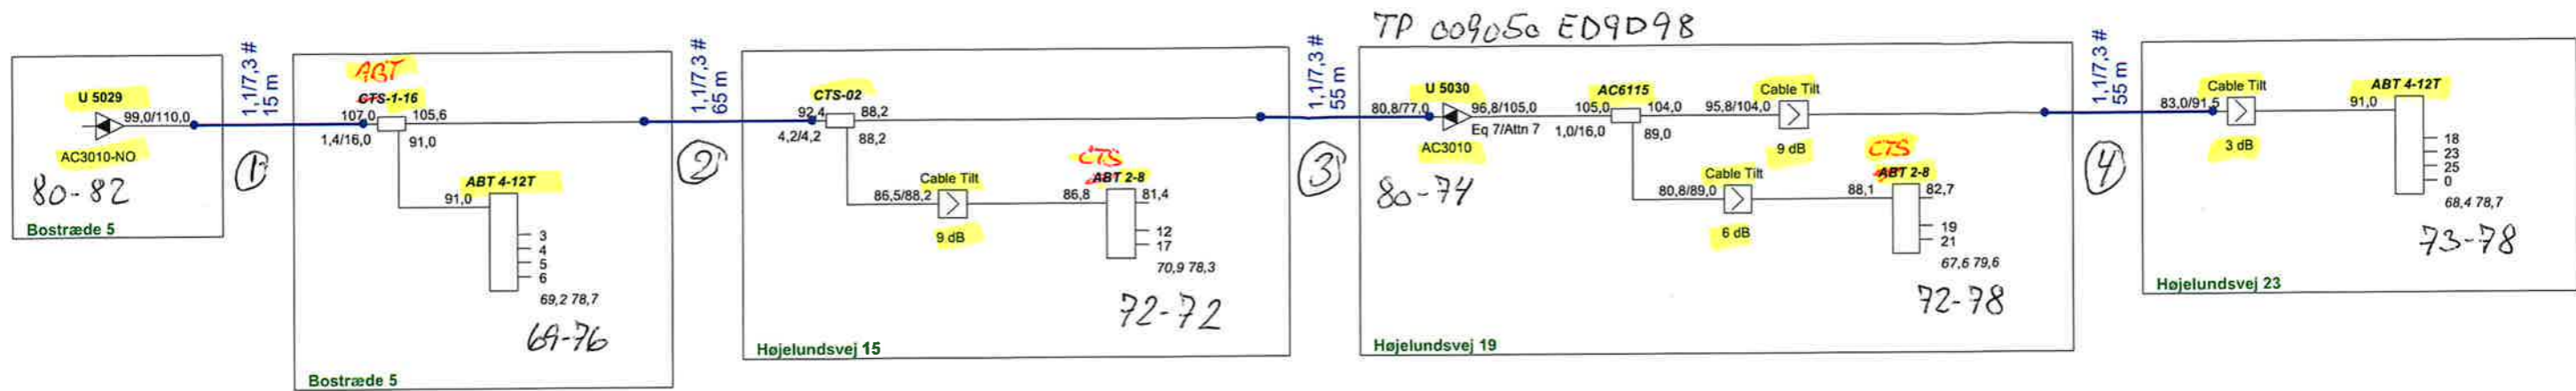 TP 009050 ED9D98
U 5029
99,0/110,0
AC3010-NO
80-82
Bostræde 5
1,1/7,3 #
15 m
1
ABT
CTS-1-16
107,0
105,6
1,4/16,0
91,0
ABT 4-12T
91,0
3
4
5
6
69,2 78,7
69-76
Bostræde 5
1,1/7,3 #
65 m
2
CTS-02
92,4
88,2
4,2/4,2
88,2
Cable Tilt
86,5/88,2
9 dB
CTS
ABT 2-8
86,8
81,4
12
17
70,9 78,3
72-72
Højelundsvej 15
1,1/7,3 #
55 m
3
U 5030
80,8/77,0
96,8/105,0
Eq 7/Attn 7
AC3010
80-74
AC6115
105,0
104,0
1,0/16,0
89,0
Cable Tilt
95,8/104,0
9 dB
Cable Tilt
80,8/89,0
6 dB
CTS
ABT 2-8
88,1
82,7
19
21
67,6 79,6
72-78
Højelundsvej 19
1,1/7,3 #
55 m
4
Cable Tilt
83,0/91,5
3 dB
ABT 4-12T
91,0
18
23
25
0
68,4 78,7
73-78
Højelundsvej 23